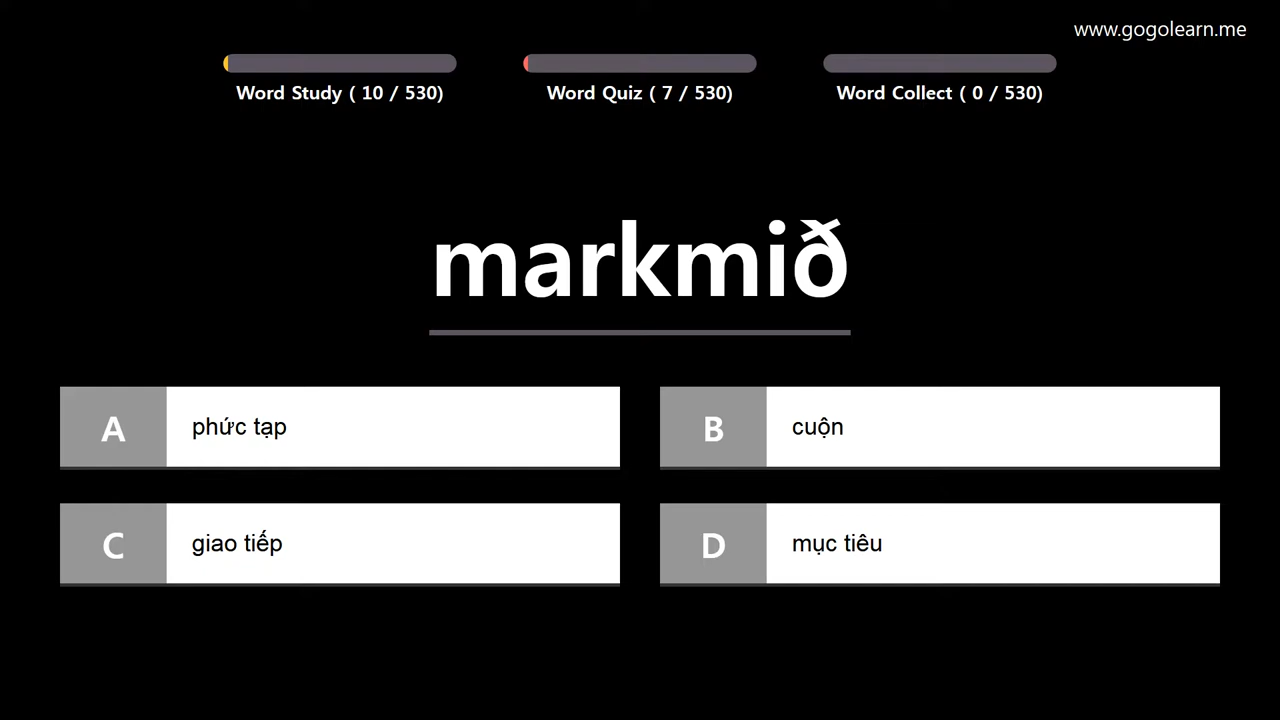 www.gogolearn.me
Word Study ( 10 / 530)
Word Quiz ( 7 / 530)
Word Collect ( 0 / 530)
markmið
A
phức tạp
B
cuộn
C
giao tiếp
D
mục tiêu